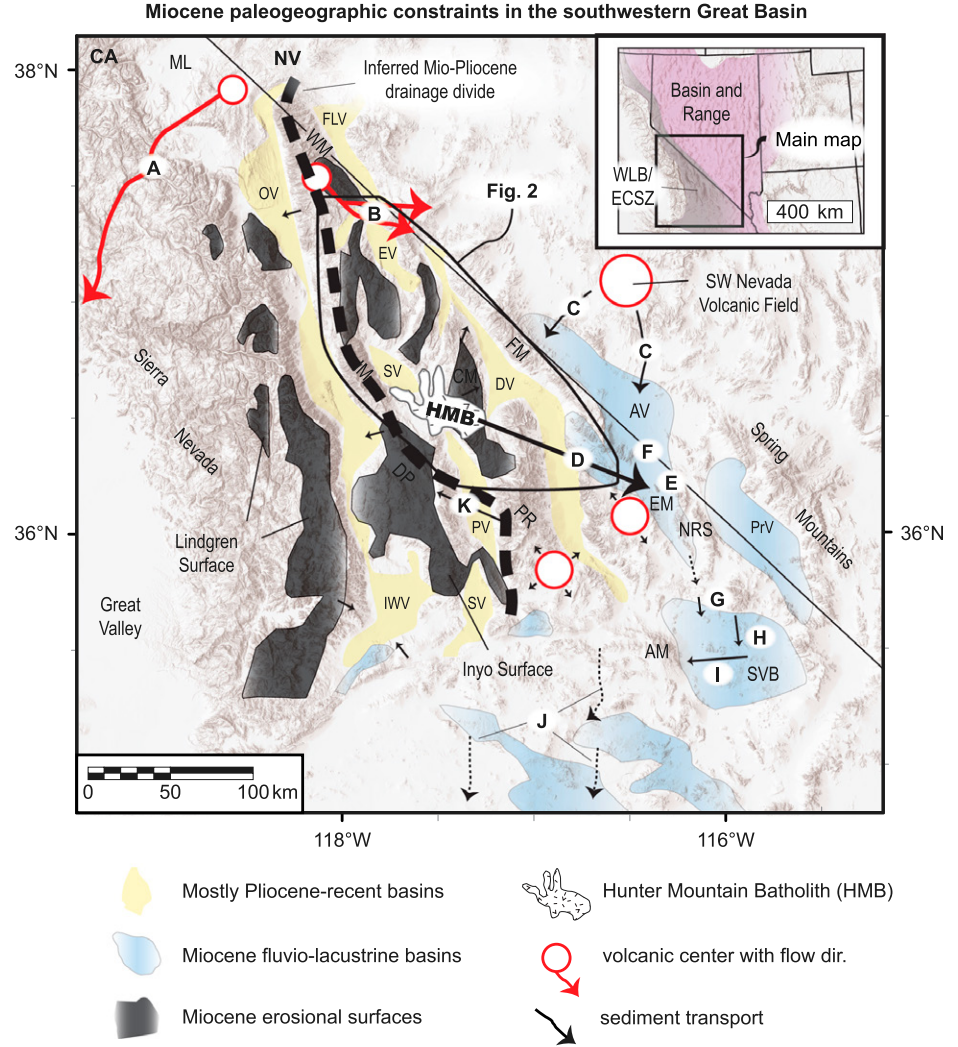 Miocene paleogeographic constraints in the southwestern Great Basin
CA
ML
NV
Inferred Mio-Pliocene
drainage divide
38°N
FLV
WM
A
OV
B
EV
Fig. 2
Basin and
Range
Main map
WLB/
ECSZ
400 km
SW Nevada
Volcanic Field
C
C
FM
Sierra
Nevada
IM
SV
CM
DV
HMB
AV
F
D
E
EM
Spring
Mountains
DP
K
PR
PV
NRS
PrV
36°N
36°N
Lindgren
Surface
Great
Valley
IWV
SV
Inyo Surface
G
H
AM
I
SVB
J
0
50
100 km
118°W
116°W
Mostly Pliocene-recent basins
Hunter Mountain Batholith (HMB)
Miocene fluvio-lacustrine basins
volcanic center with flow dir.
Miocene erosional surfaces
sediment transport